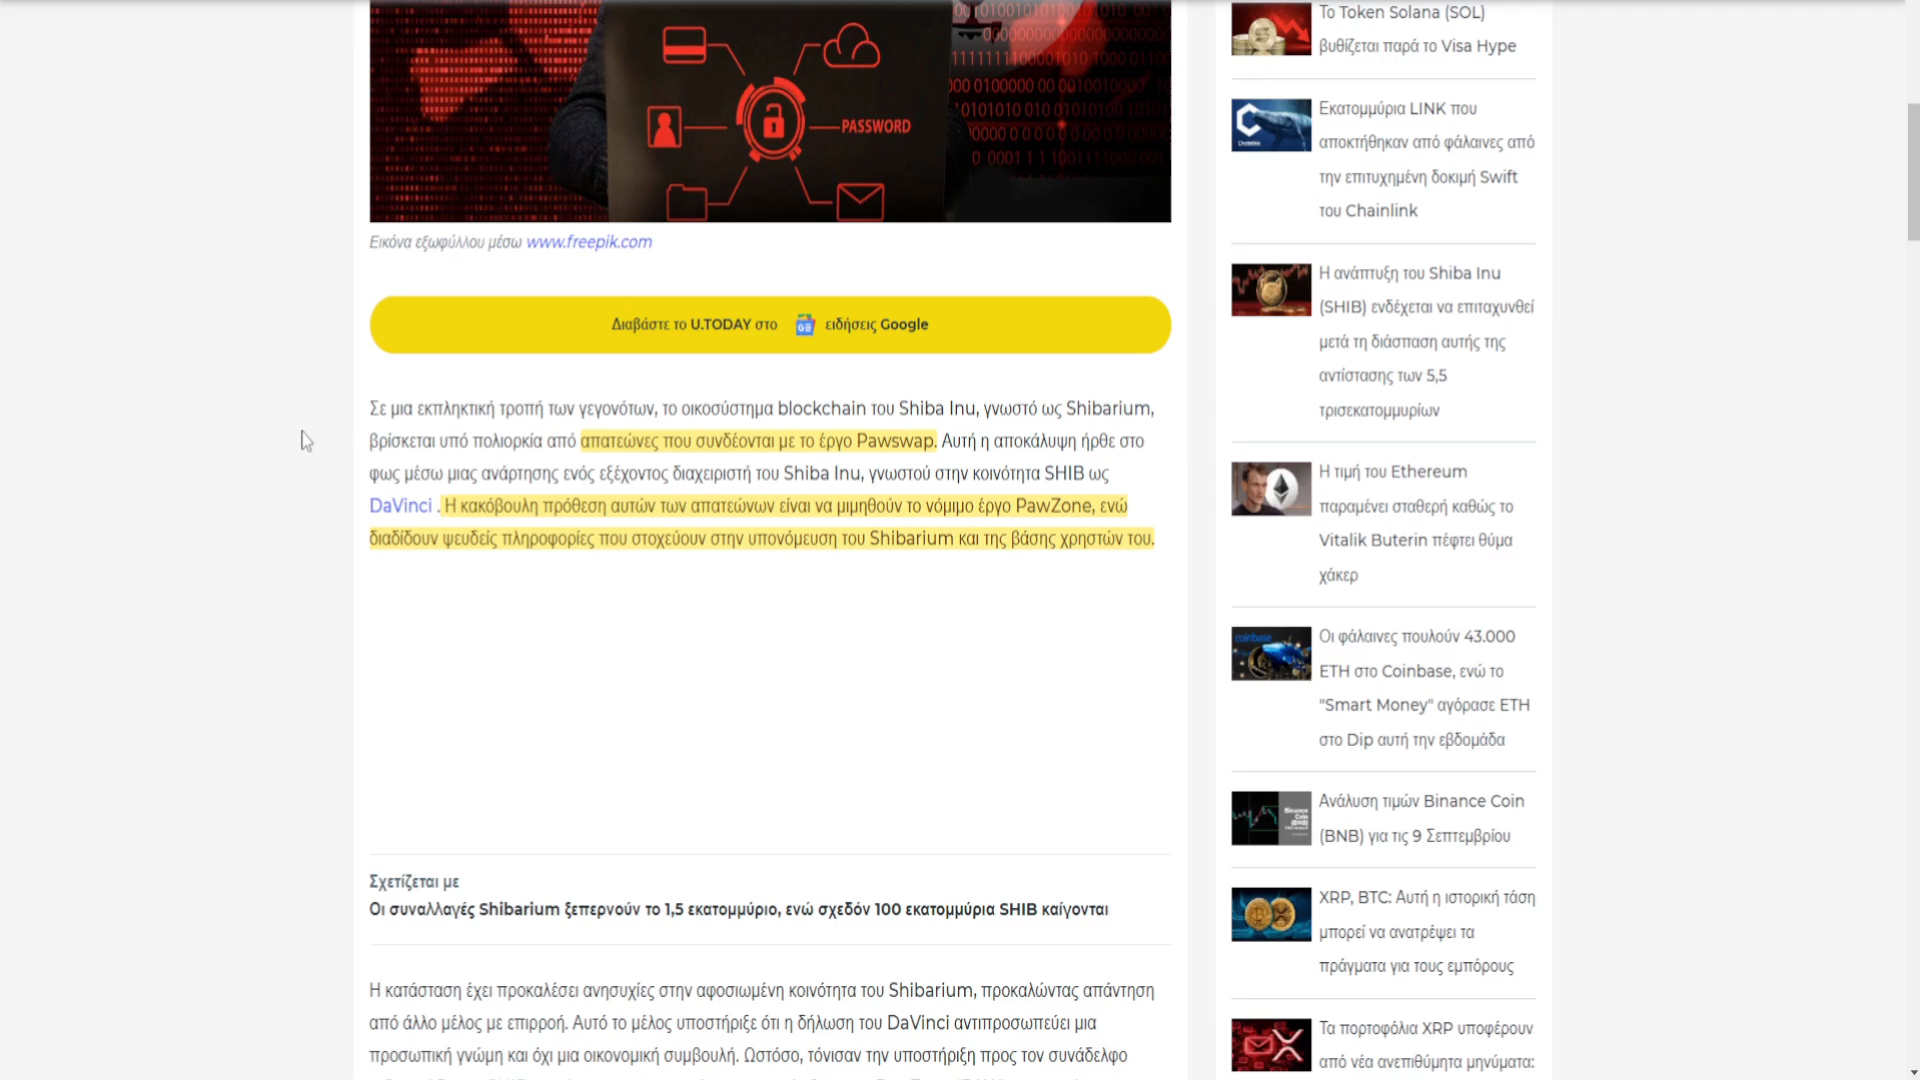 PASSWORD
Εικόνα εξωφύλλου μέσω www.freepik.com
Διαβάστε το U.TODAY στο ειδήσεις Google
Σε μια εκπληκτική τροπή των γεγονότων, το οικοσύστημα blockchain του Shiba Inu, γνωστό ως Shibarium,
βρίσκεται υπό πολιορκία από απατεώνες που συνδέονται με το έργο Pawswap. Αυτή η αποκάλυψη ήρθε στο
φως μέσω μιας ανάρτησης ενός εξέχοντος διαχειριστή του Shiba Inu, γνωστού στην κοινότητα SHIB ως
DaVinci . Η κακόβουλη πρόθεση αυτών των απατεώνων είναι να μιμηθούν το νόμιμο έργο PawZone, ενώ
διαδίδουν ψευδείς πληροφορίες που στοχεύουν στην υπονόμευση του Shibarium και της βάσης χρηστών του.
Σχετίζεται με
Οι συναλλαγές Shibarium ξεπερνούν το 1,5 εκατομμύριο, ενώ σχεδόν 100 εκατομμύρια SHIB καίγονται
Η κατάσταση έχει προκαλέσει ανησυχίες στην αφοσιωμένη κοινότητα του Shibarium, προκαλώντας απάντηση
από άλλο μέλος με επιρροή. Αυτό το μέλος υποστήριξε ότι η δήλωση του DaVinci αντιπροσωπεύει μια
προσωπική γνώμη και όχι μια οικονομική συμβουλή. Ωστόσο, τόνισαν την υποστήριξη προς τον συνάδελφο
Το Token Solana (SOL)
βυθίζεται παρά το Visa Hype
Εκατομμύρια LINK που
αποκτήθηκαν από φάλαινες από
την επιτυχημένη δοκιμή Swift
του Chainlink
Η ανάπτυξη του Shiba Inu
(SHIB) ενδέχεται να επιταχυνθεί
μετά τη διάσπαση αυτής της
αντίστασης των 5,5
τρισεκατομμυρίων
Η τιμή του Ethereum
παραμένει σταθερή καθώς το
Vitalik Buterin πέφτει θύμα
χάκερ
coinbase
Οι φάλαινες πουλούν 43.000
ETH στο Coinbase, ενώ το
"Smart Money" αγόρασε ETH
στο Dip αυτή την εβδομάδα
Binance
Coin
(BNB)
Ανάλυση τιμών Binance Coin
(BNB) για τις 9 Σεπτεμβρίου
XRP, BTC: Αυτή η ιστορική τάση
μπορεί να ανατρέψει τα
πράγματα για τους εμπόρους
Τα πορτοφόλια XRP υποφέρουν
από νέα ανεπιθύμητα μηνύματα: